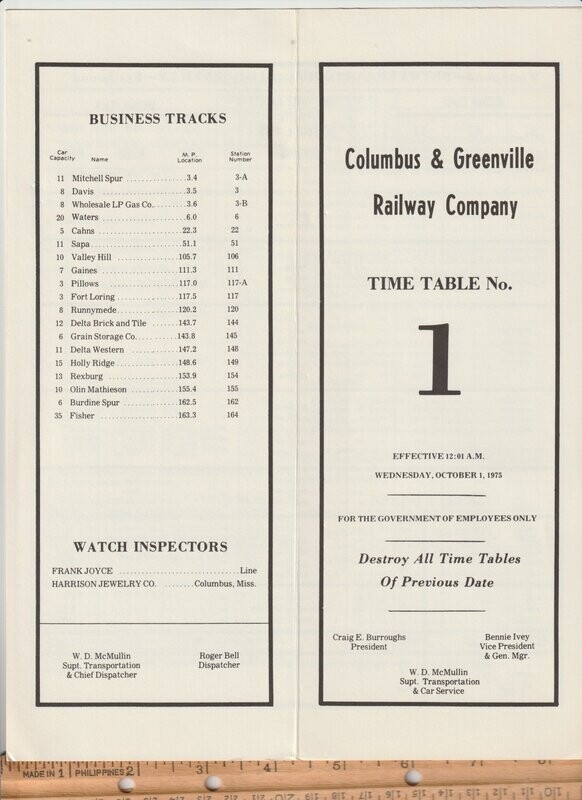 BUSINESS TRACKS
Car Capacity Name M. P. Location Station Number
11 Mitchell Spur 3.4 3-A
8 Davis 3.5 3
8 Wholesale LP Gas Co. 3.6 3-B
20 Waters 6.0 6
5 Cahns 22.3 22
11 Sapa 51.1 51
10 Valley Hill 105.7 106
7 Gaines 111.3 111
3 Pillows 117.0 117-A
3 Fort Loring 117.5 117
8 Runnymede 120.2 120
12 Delta Brick and Tile 143.7 144
6 Grain Storage Co. 143.8 145
11 Delta Western 147.2 148
15 Holly Ridge 148.6 149
13 Rexburg 153.9 154
10 Olin Mathieson 155.4 155
6 Burdine Spur 162.5 162
35 Fisher 163.3 164
WATCH INSPECTORS
FRANK JOYCE Line
HARRISON JEWELRY CO. Columbus, Miss.
W. D. McMullin
Supt. Transportation
& Chief Dispatcher
Roger Bell
Dispatcher
Columbus & Greenville
Railway Company
TIME TABLE No.
1
EFFECTIVE 12:01 A.M.
WEDNESDAY, OCTOBER 1, 1975
FOR THE GOVERNMENT OF EMPLOYEES ONLY
Destroy All Time Tables
Of Previous Date
Craig E. Burroughs
President
Bennie Ivey
Vice President
& Gen. Mgr.
W. D. McMullin
Supt. Transportation
& Car Service
MADE IN PHILIPPINES
1 2 3 4 5 6 7